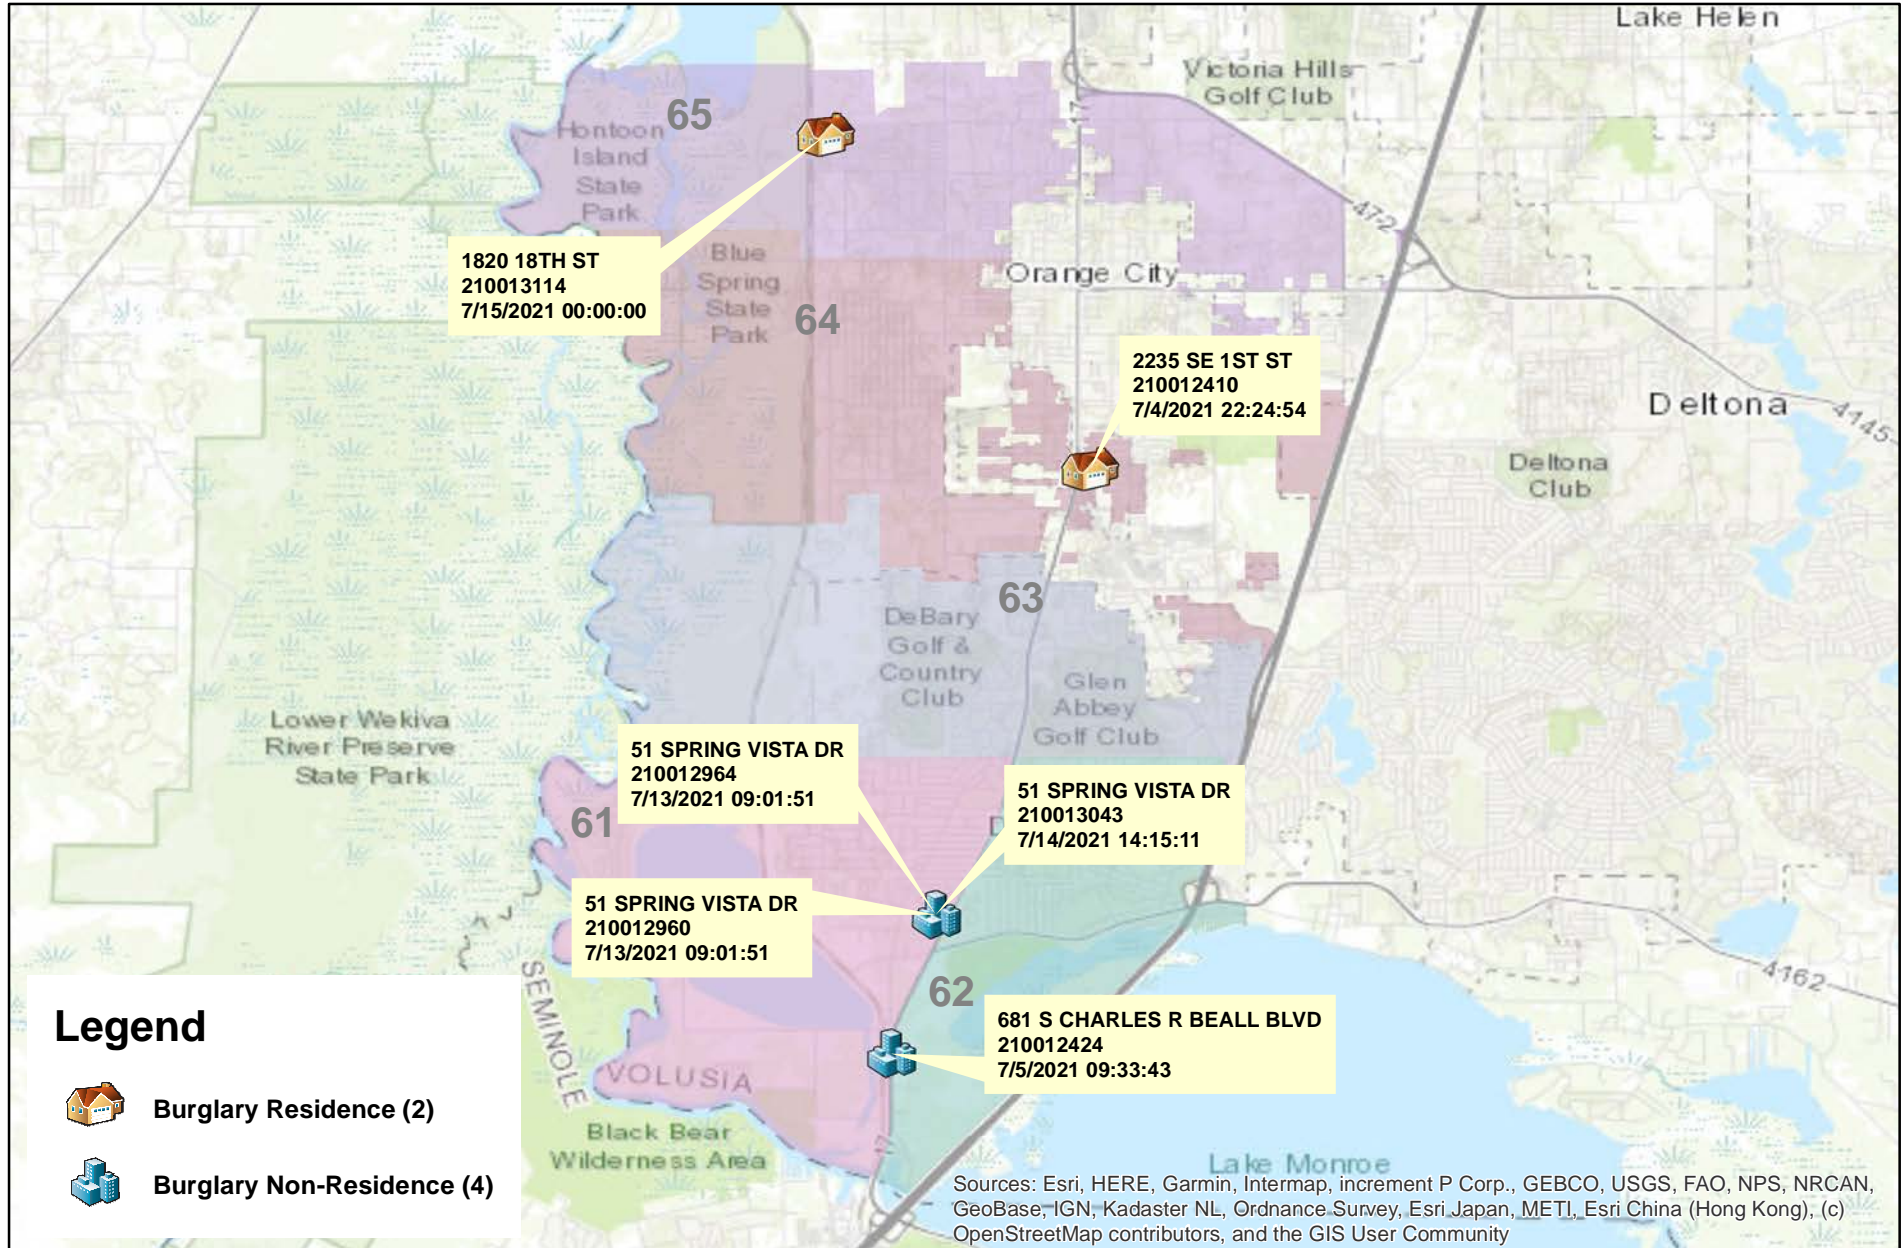 Lake Helen
Victoria Hills
Golf Club
17
65
Hontoon
Island
State
Park
472
1820 18TH ST
210013114
7/15/2021 00:00:00
Blue
Spring
State
Park
64
Orange City
2235 SE 1ST ST
210012410
7/4/2021 22:24:54
Deltona
4145
Deltona
Club
63
DeBary
Golf &
Country
Club
Glen
Abbey
Golf Club
Lower Wekiva
River Preserve
State Park
51 SPRING VISTA DR
210012964
7/13/2021 09:01:51
51 SPRING VISTA DR
210013043
7/14/2021 14:15:11
61
D
51 SPRING VISTA DR
210012960
7/13/2021 09:01:51
4162
62
681 S CHARLES R BEALL BLVD
210012424
7/5/2021 09:33:43
SEMINOLE
VOLUSIA
17
Black Bear
Wilderness Area
Lake Monroe
Legend
Burglary Residence (2)
Burglary Non-Residence (4)
Sources: Esri, HERE, Garmin, Intermap, increment P Corp., GEBCO, USGS, FAO, NPS, NRCAN,
GeoBase, IGN, Kadaster NL, Ordnance Survey, Esri Japan, METI, Esri China (Hong Kong), (c)
OpenStreetMap contributors, and the GIS User Community